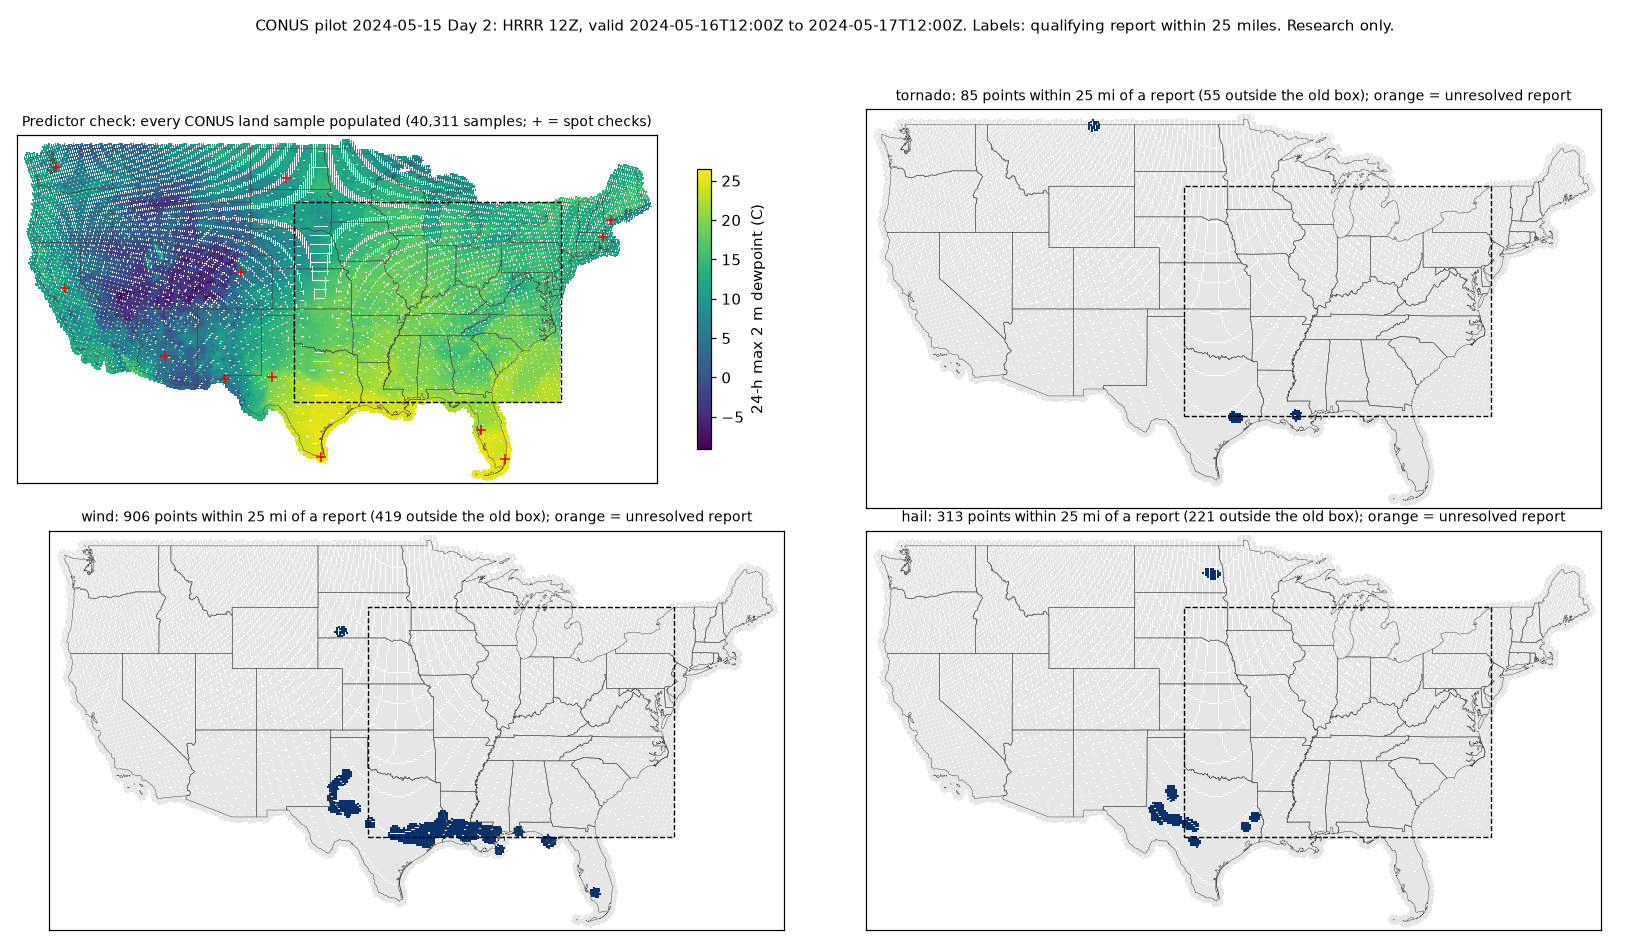 CONUS pilot 2024-05-15 Day 2: HRRR 12Z, valid 2024-05-16T12:00Z to 2024-05-17T12:00Z. Labels: qualifying report within 25 miles. Research only.
Predictor check: every CONUS land sample populated (40,311 samples; + = spot checks)
25
20
15
10
5
0
−5
24-h max 2 m dewpoint (C)
tornado: 85 points within 25 mi of a report (55 outside the old box); orange = unresolved report
wind: 906 points within 25 mi of a report (419 outside the old box); orange = unresolved report
hail: 313 points within 25 mi of a report (221 outside the old box); orange = unresolved report